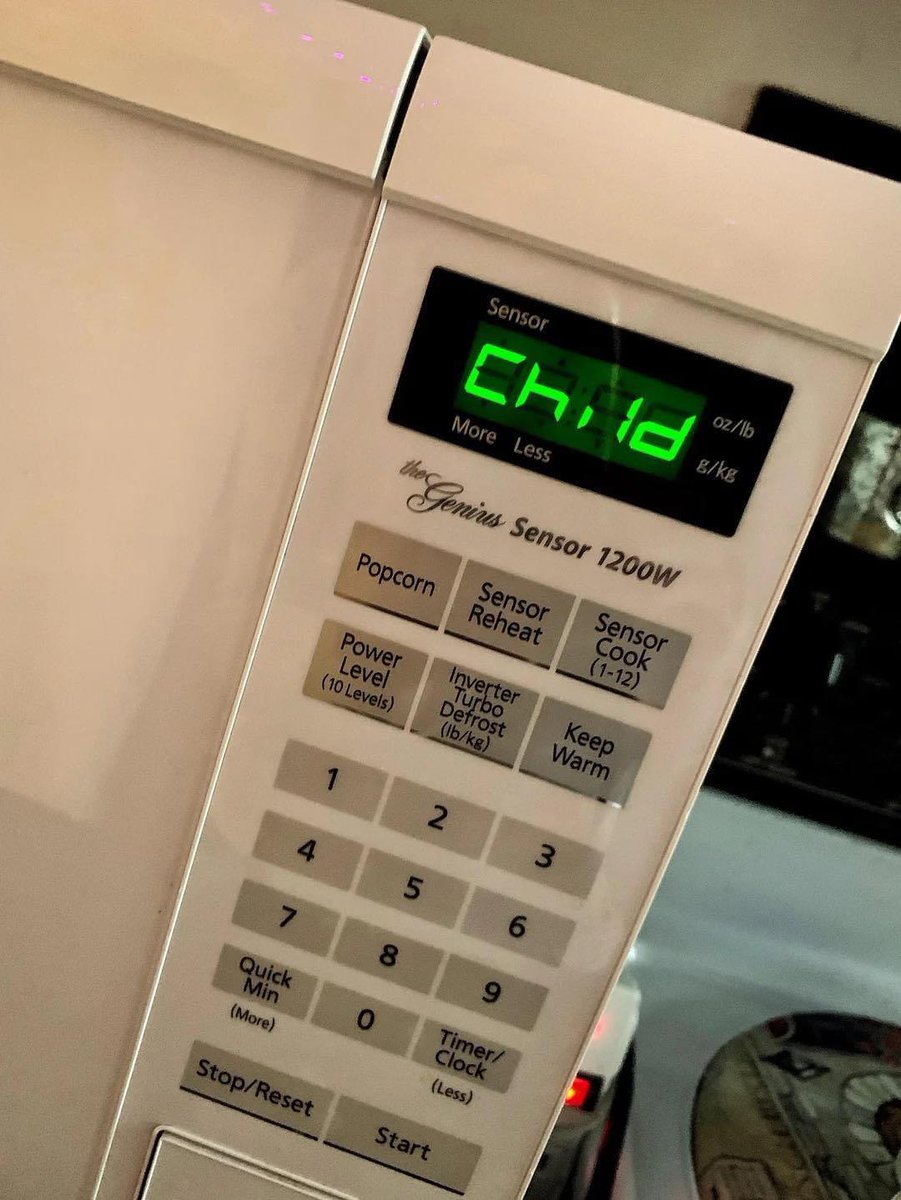 Sensor
Child
oz/lb
g/kg
More Less
the Genius Sensor 1200W
Popcorn
Sensor
Reheat
Sensor
Cook
(1-12)
Power
Level
(10 Levels)
Inverter
Turbo
Defrost
(lb/kg)
Keep
Warm
1 2 3
4 5 6
7 8 9
Quick
Min
(More)
0
Timer/
Clock
(Less)
Stop/Reset
Start